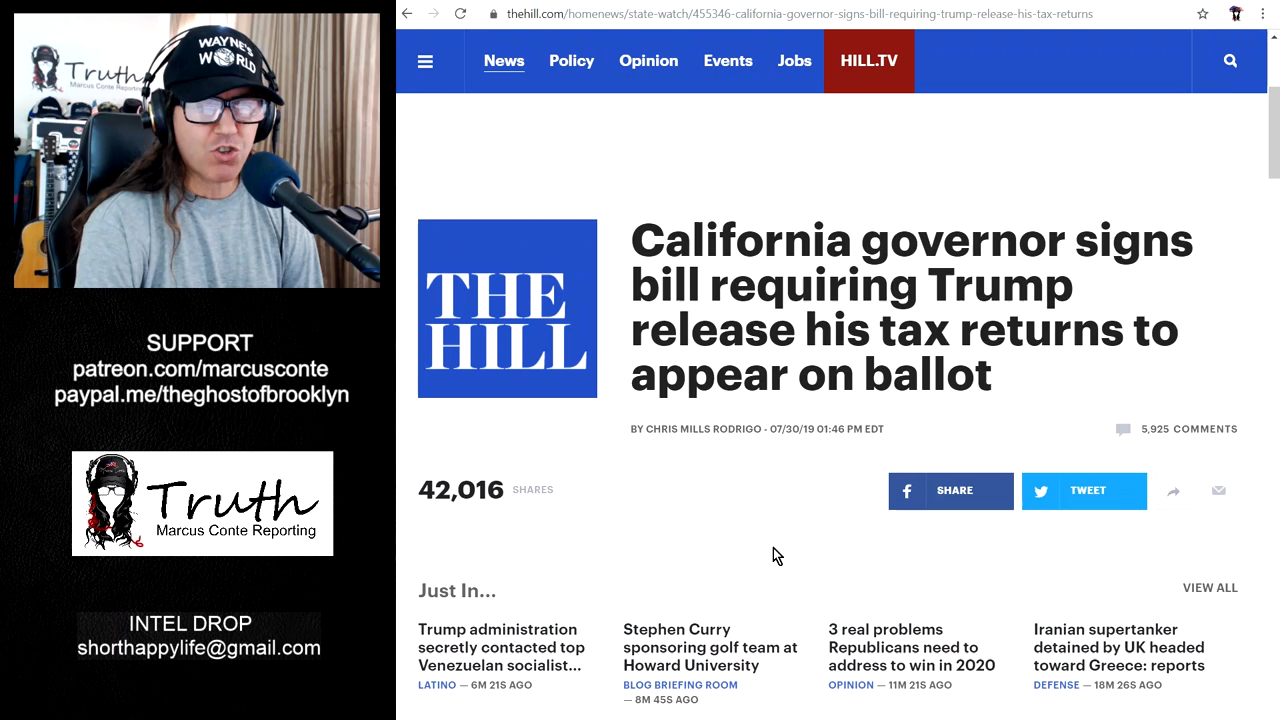 WAYNE'S
WORLD
Truth
Marcus Conte Reporting
SUPPORT
patreon.com/marcusconte
paypal.me/theghostofbrooklyn
Truth
Marcus Conte Reporting
INTEL DROP
shorthappylife@gmail.com
thehill.com/homenews/state-watch/455346-california-governor-signs-bill-requiring-trump-release-his-tax-returns
News Policy Opinion Events Jobs HILL.TV
THE
HILL
California governor signs
bill requiring Trump
release his tax returns to
appear on ballot
BY CHRIS MILLS RODRIGO - 07/30/19 01:46 PM EDT
5,925 COMMENTS
42,016 SHARES
SHARE
TWEET
Just In...
VIEW ALL
Trump administration
secretly contacted top
Venezuelan socialist...
LATINO — 6M 21S AGO
Stephen Curry
sponsoring golf team at
Howard University
BLOG BRIEFING ROOM
— 8M 45S AGO
3 real problems
Republicans need to
address to win in 2020
OPINION — 11M 21S AGO
Iranian supertanker
detained by UK headed
toward Greece: reports
DEFENSE — 18M 26S AGO